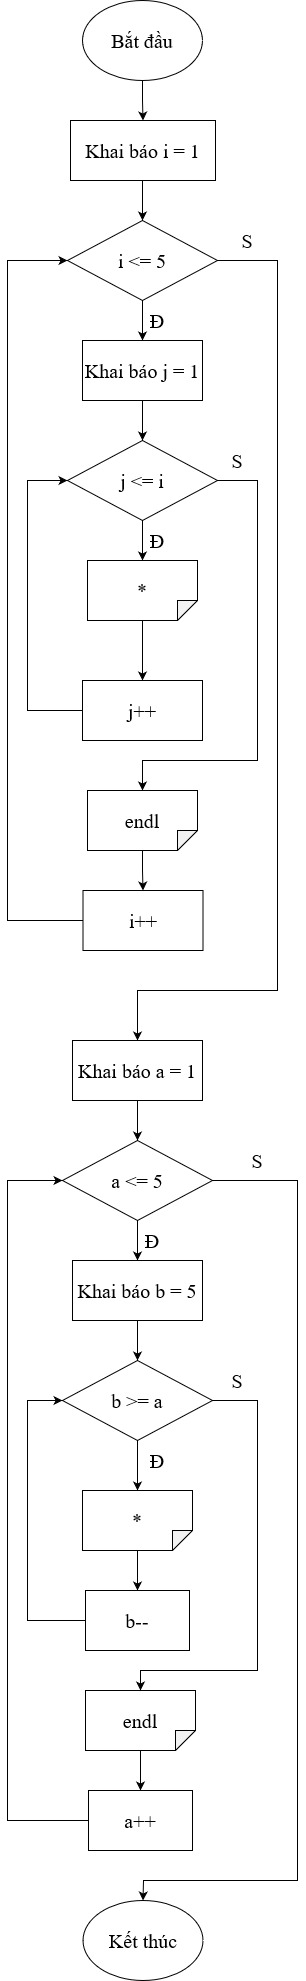 Bắt đầu
Khai báo i = 1
i <= 5
S
Đ
Khai báo j = 1
j <= i
S
Đ
*
j++
endl
i++
Khai báo a = 1
a <= 5
S
Đ
Khai báo b = 5
b >= a
S
Đ
*
b--
endl
a++
Kết thúc